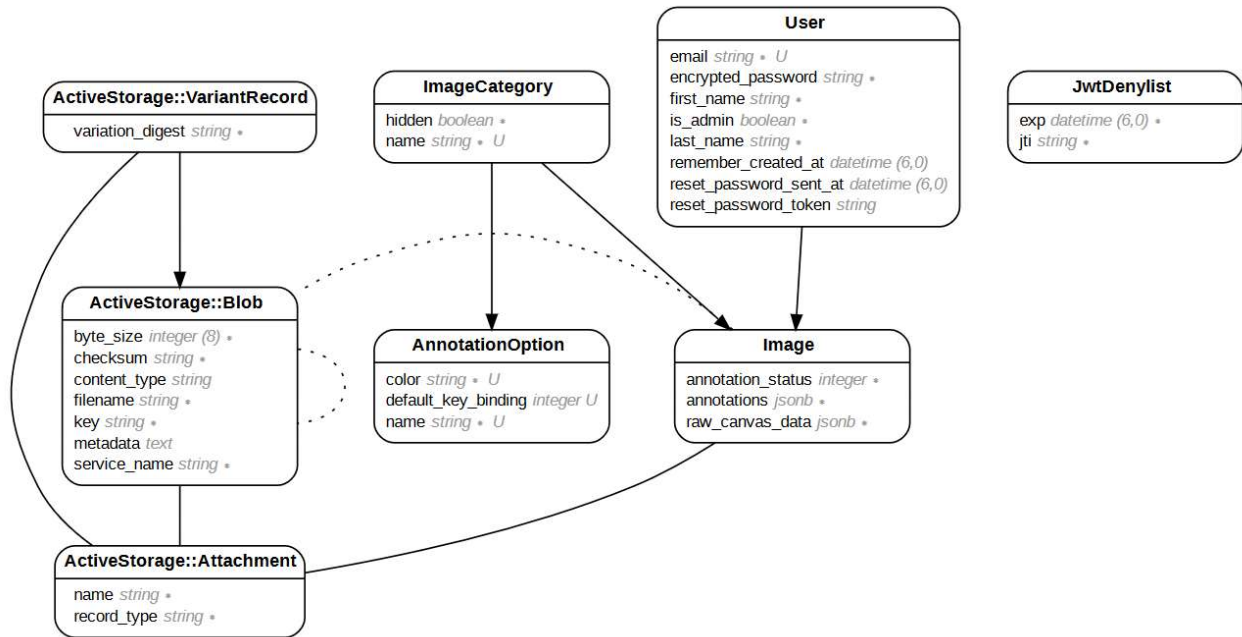 User
email string • U
encrypted_password string •
first_name string •
is_admin boolean •
last_name string •
remember_created_at datetime (6,0)
reset_password_sent_at datetime (6,0)
reset_password_token string
ActiveStorage::VariantRecord
variation_digest string •
ImageCategory
hidden boolean •
name string • U
JwtDenylist
exp datetime (6,0) •
jti string •
ActiveStorage::Blob
byte_size integer (8) •
checksum string •
content_type string
filename string •
key string •
metadata text
service_name string •
AnnotationOption
color string • U
default_key_binding integer U
name string • U
Image
annotation_status integer •
annotations jsonb •
raw_canvas_data jsonb •
ActiveStorage::Attachment
name string •
record_type string •